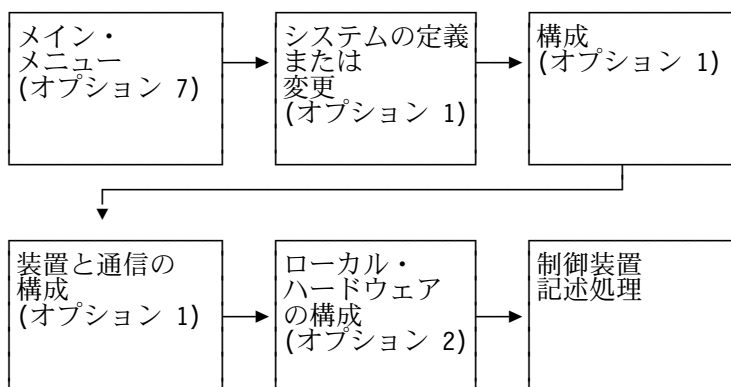 メイン・
メニュー
(オプション 7)
システムの定義
または
変更
(オプション 1)
構成
(オプション 1)
装置と通信の
構成
(オプション 1)
ローカル・
ハードウェア
の構成
(オプション 2)
制御装置
記述処理